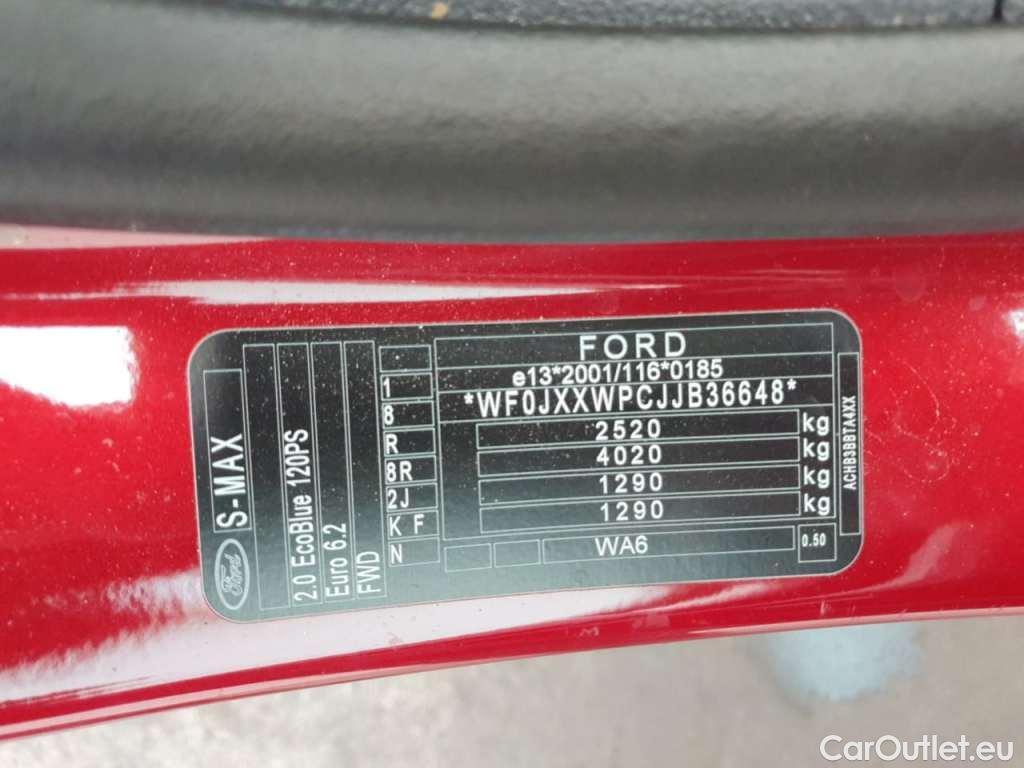 FORD
e13*2001/116*0185
*WF0JXXWPCJJB36648*
2520 kg
4020 kg
1290 kg
1290 kg
WA6
0.50
1
8
R
8R
2J
K F
N
Ford S-MAX
2.0 EcoBlue 120PS
Euro 6.2
FWD
ACHB3BBTA4XX
CarOutlet.eu